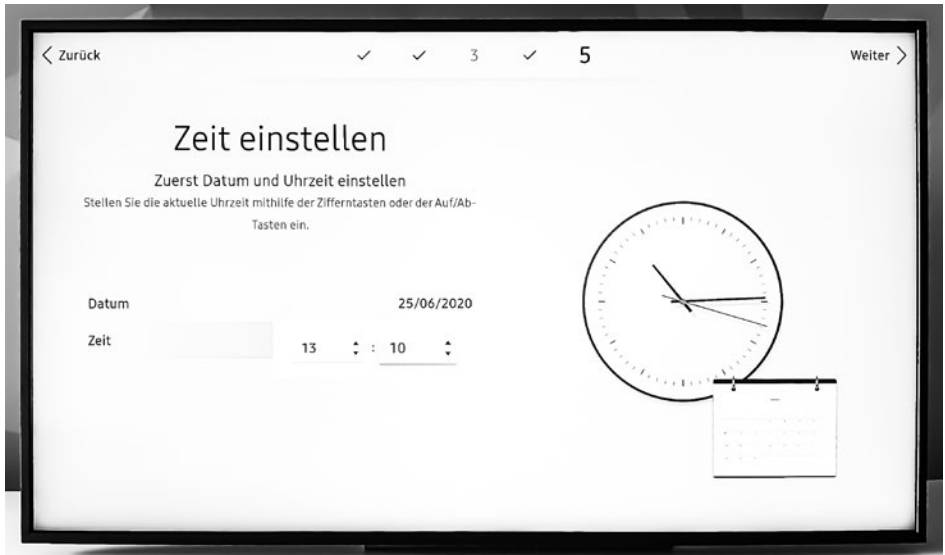 Zurück
3
5
Weiter
Zeit einstellen
Zuerst Datum und Uhrzeit einstellen
Stellen Sie die aktuelle Uhrzeit mithilfe der Zifferntasten oder der Auf/Ab-
Tasten ein.
Datum 25/06/2020
Zeit 13 : 10